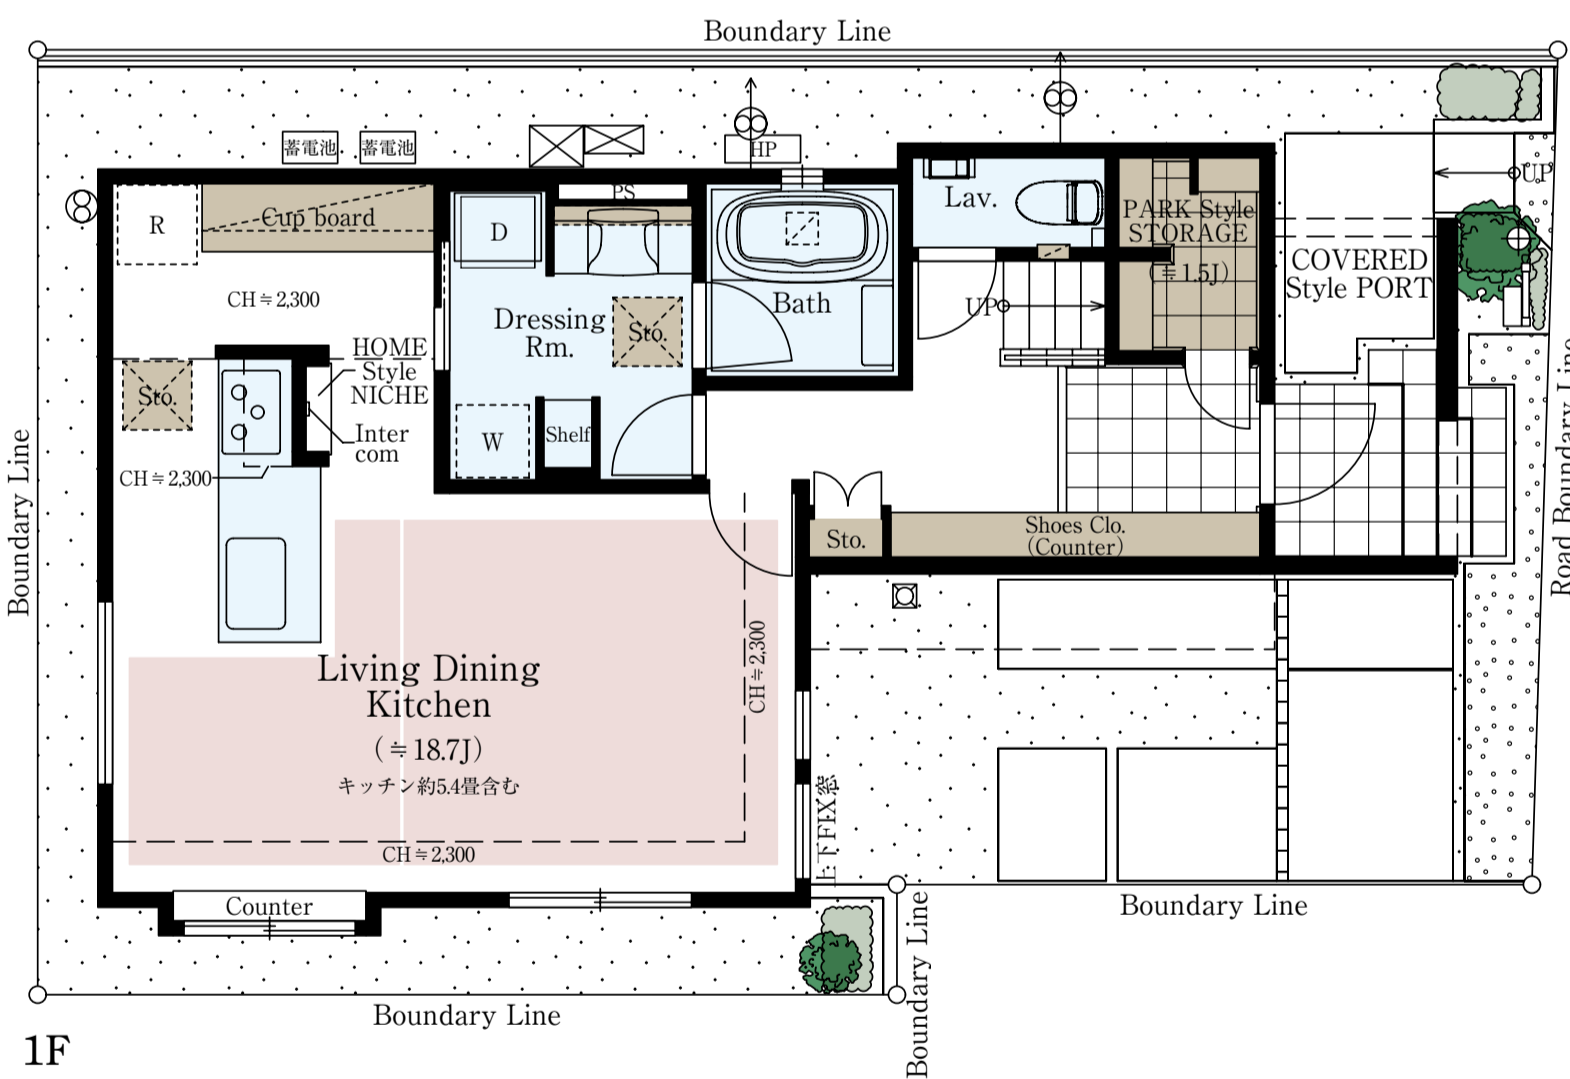 Boundary Line
蓄電池
蓄電池
HP
UP
R
Cup board
D
PS
Lav.
PARK Style
STORAGE
(≒1.5J)
COVERED
Style PORT
CH≒2,300
Dressing
Rm.
Sto.
Bath
UP
HOME
Style
NICHE
Sto.
Inter
com
W
Shelf
CH≒2,300
Boundary Line
Road Boundary Line
Sto.
Shoes Clo.
(Counter)
Living Dining
Kitchen
(≒18.7J)
キッチン約5.4畳含む
CH≒2,300
上下FIX窓
CH≒2,300
Counter
Boundary Line
Boundary Line
Boundary Line
1F